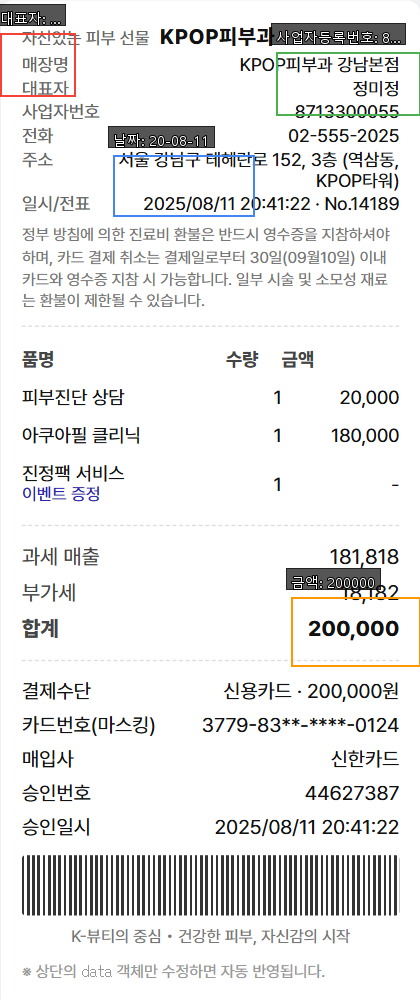 대표자: ...
자신있는 피부 선물 KPOP피부과
사업자등록번호: 8...
매장명 KPOP피부과 강남본점
대표자 정미정
사업자번호 8713300055
전화 02-555-2025
날짜: 20-08-11
주소 서울 강남구 테헤란로 152, 3층 (역삼동,
KPOP타워)
일시/전표 2025/08/11 20:41:22 · No.14189
정부 방침에 의한 진료비 환불은 반드시 영수증을 지참하셔야
하며, 카드 결제 취소는 결제일로부터 30일(09월10일) 이내
카드와 영수증 지참 시 가능합니다. 일부 시술 및 소모성 재료
는 환불이 제한될 수 있습니다.
품명 수량 금액
피부진단 상담 1 20,000
아쿠아필 클리닉 1 180,000
진정팩 서비스
이벤트 증정 1 -
과세 매출 181,818
금액: 200000
부가세 18,182
합계 200,000
결제수단 신용카드 · 200,000원
카드번호(마스킹) 3779-83**-****-0124
매입사 신한카드
승인번호 44627387
승인일시 2025/08/11 20:41:22
K-뷰티의 중심 • 건강한 피부, 자신감의 시작
※ 상단의 data 객체만 수정하면 자동 반영됩니다.